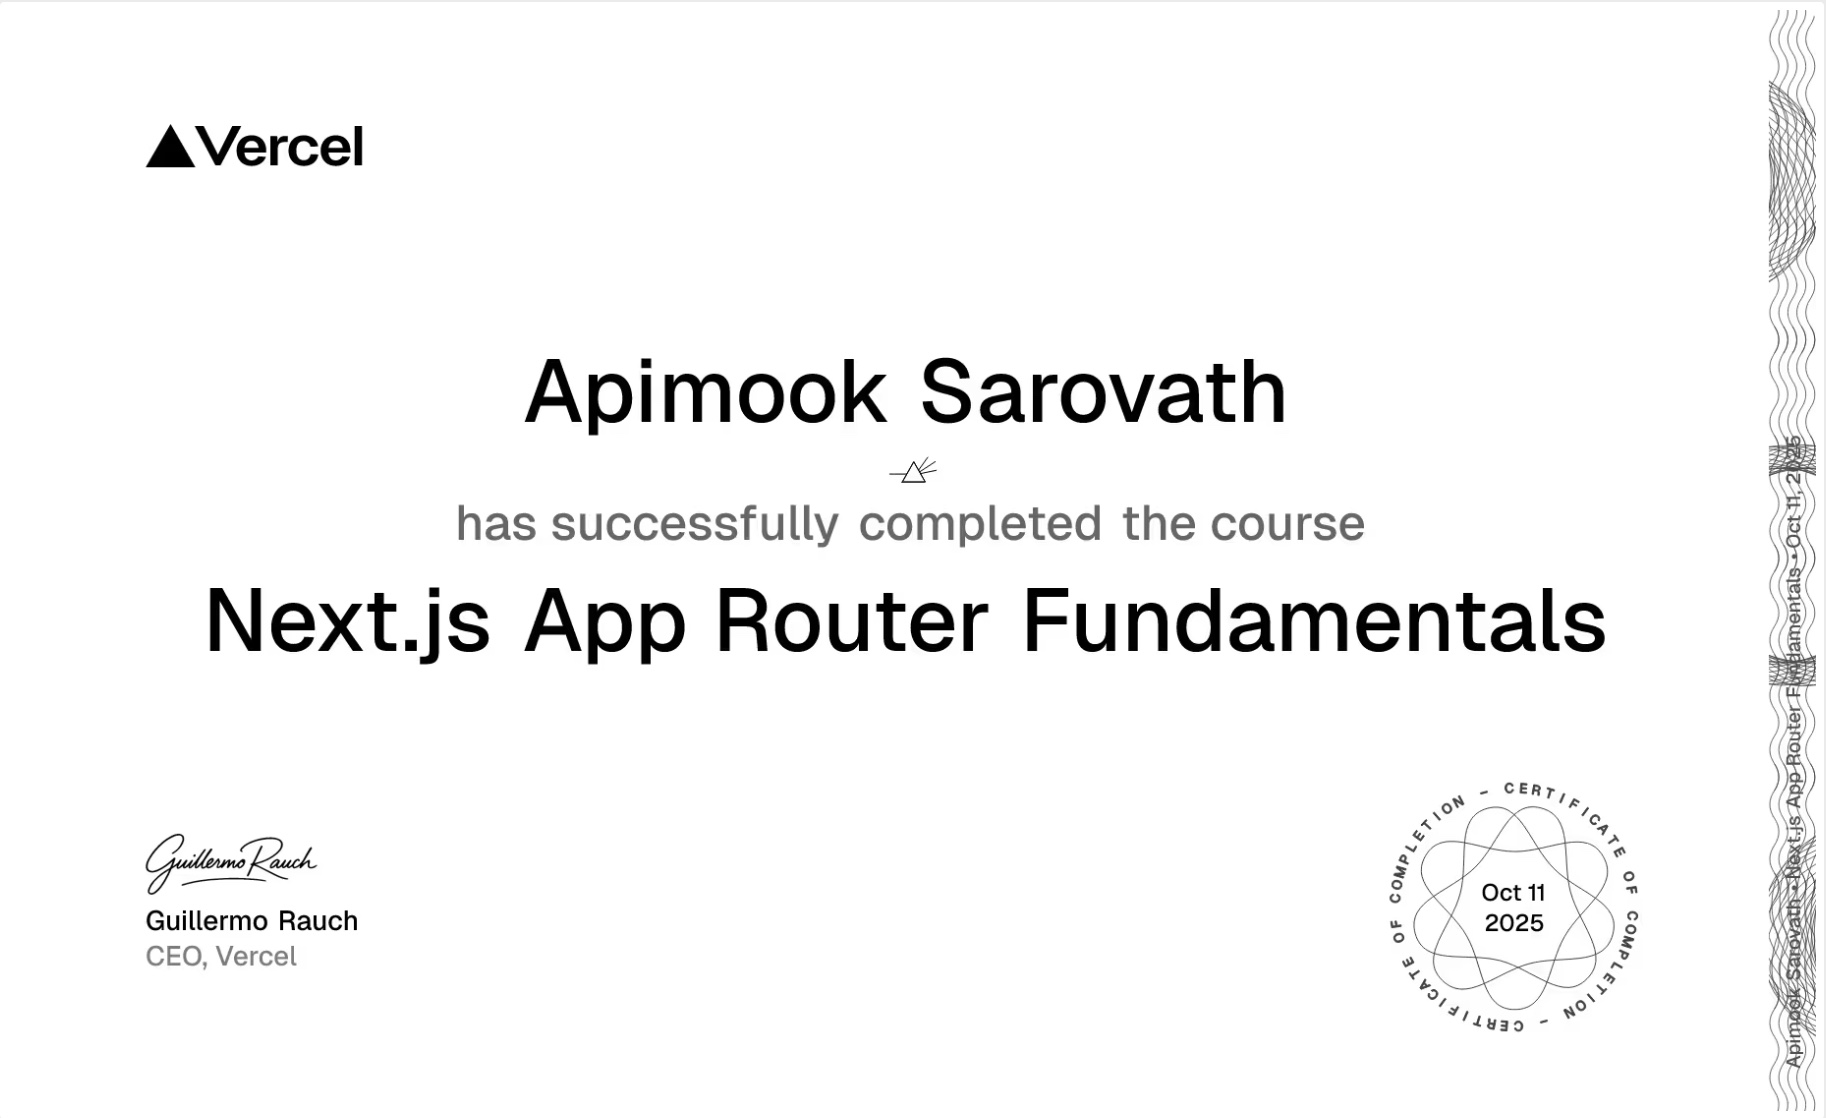 Vercel
Apimook Sarovath
has successfully completed the course
Next.js App Router Fundamentals
Guillermo Rauch
Guillermo Rauch
CEO, Vercel
CERTIFICATE OF COMPLETION – CERTIFICATE OF COMPLETION –
Oct 11
2025
Apimook Sarovath • Next.js App Router Fundamentals • Oct 11, 2025